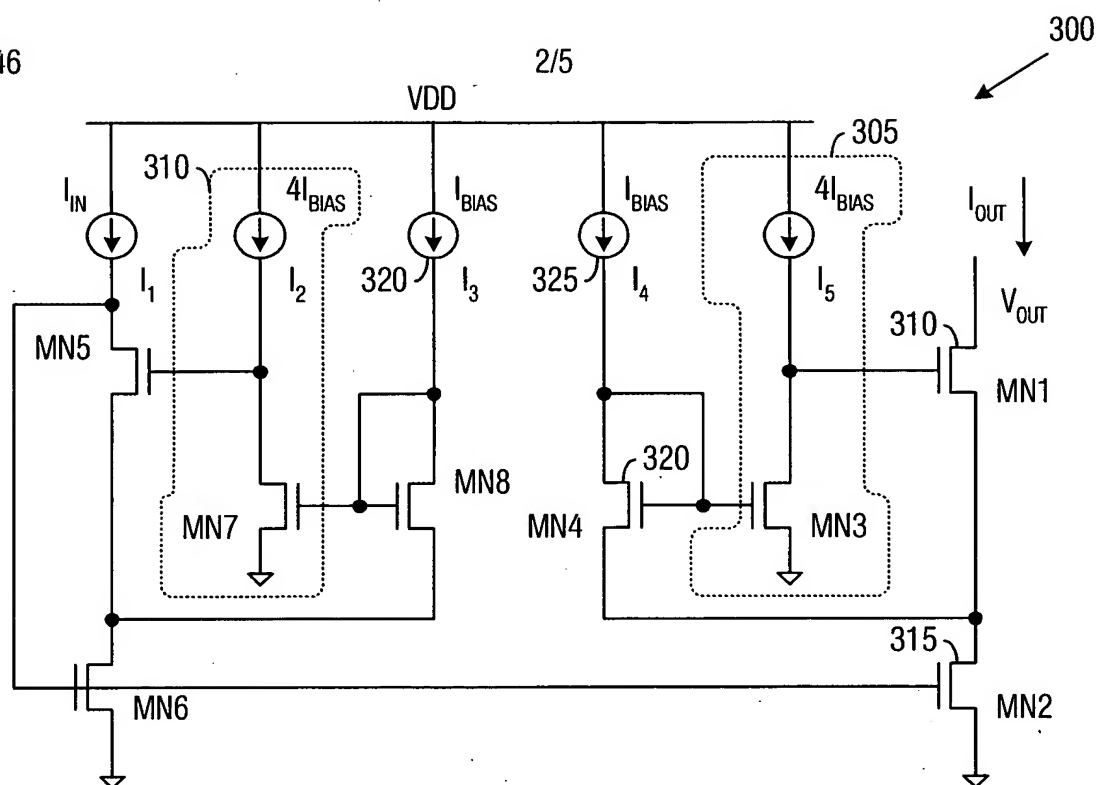 46
2/5
300
VDD
305
310
I_IN
4I_BIAS
I_BIAS
I_BIAS
4I_BIAS
I_OUT
I_1
I_2
320
I_3
325
I_4
I_5
310
V_OUT
MN5
MN1
MN7
MN8
MN4
320
MN3
315
MN6
MN2